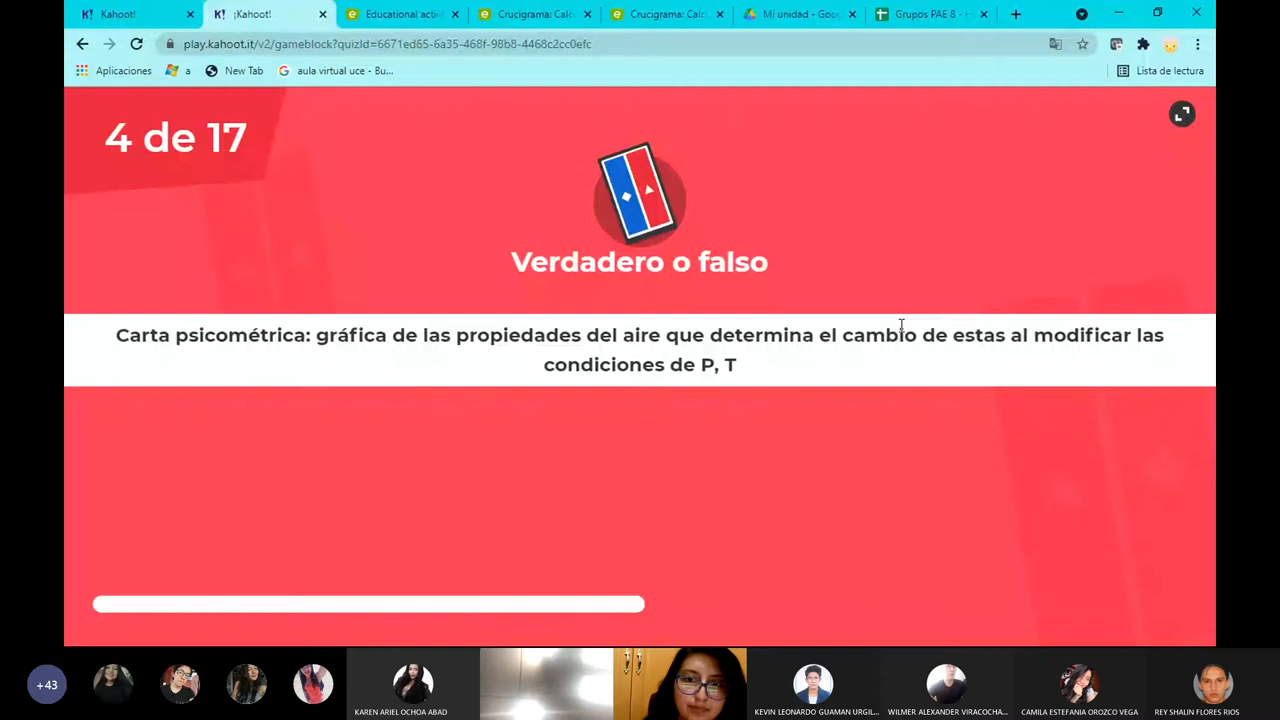 Kahoot!
¡Kahoot!
Educational activ
Crucigrama: Calc
Crucigrama: Calc
Mi unidad - Goo
Grupos PAE 8 -
play.kahoot.it/v2/gameblock?quizId=6671ed65-6a35-468f-98b8-4468c2cc0efc
Aplicaciones
a
New Tab
aula virtual uce - Bu...
Lista de lectura
4 de 17
Verdadero o falso
Carta psicométrica: gráfica de las propiedades del aire que determina el cambio de estas al modificar las
condiciones de P, T
+43
KAREN ARIEL OCHOA ABAD
KEVIN LEONARDO GUAMAN URGIL...
WILMER ALEXANDER VIRACOCHA...
CAMILA ESTEFANIA OROZCO VEGA
REY SHALIN FLORES RIOS